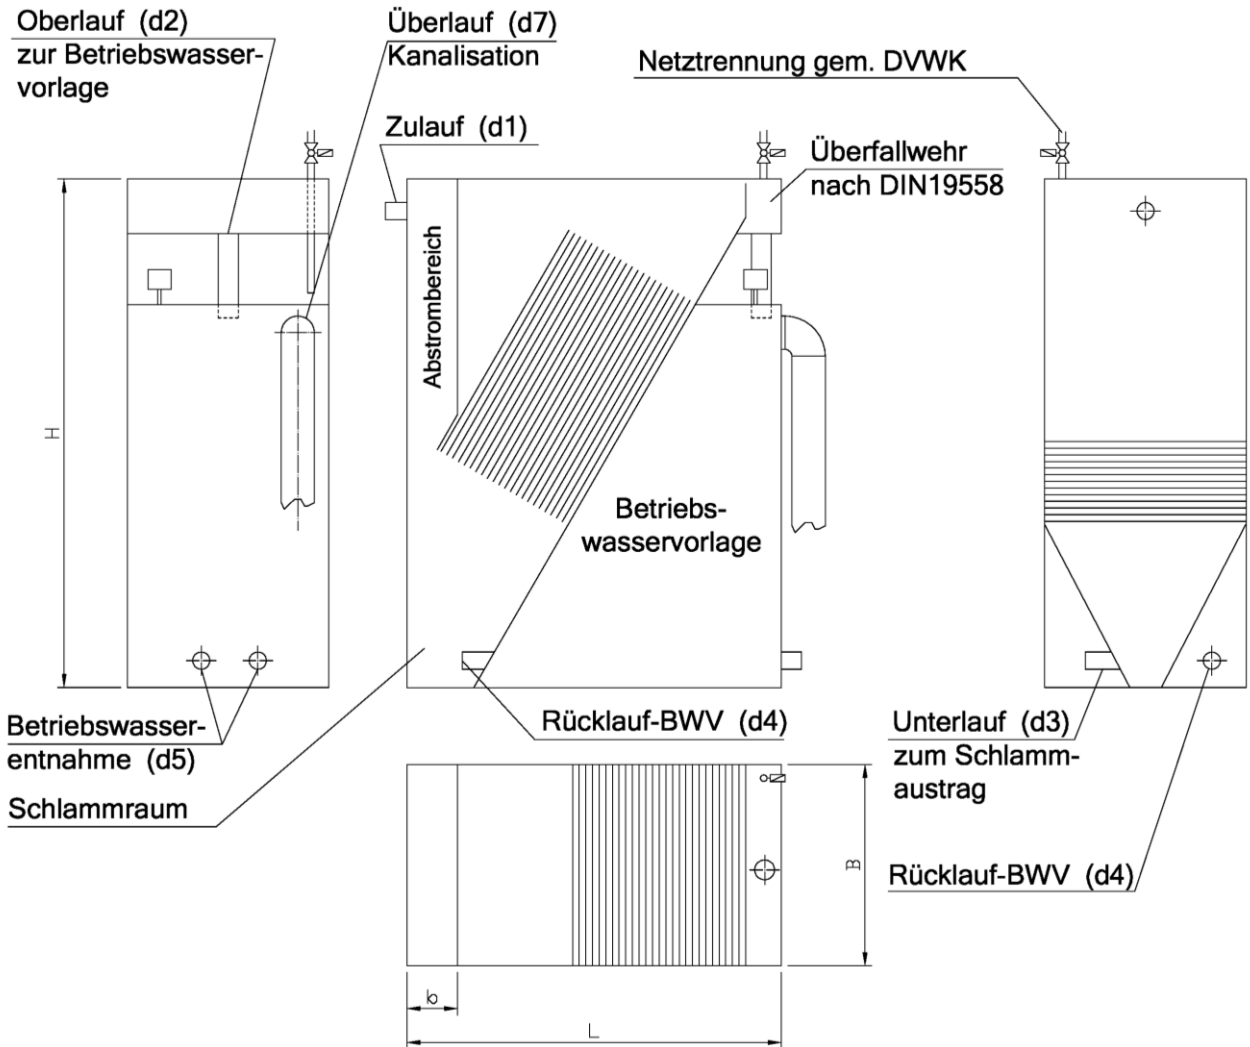 Oberlauf (d2)
zur Betriebswasser-
vorlage
Überlauf (d7)
Kanalisation
Netztrennung gem. DVWK
Zulauf (d1)
Überfallwehr
nach DIN19558
Abstrombereich
H
Betriebs-
wasservorlage
Betriebswasser-
entnahme (d5)
Schlammraum
Rücklauf-BWV (d4)
Unterlauf (d3)
zum Schlamm-
austrag
Rücklauf-BWV (d4)
B
b
L